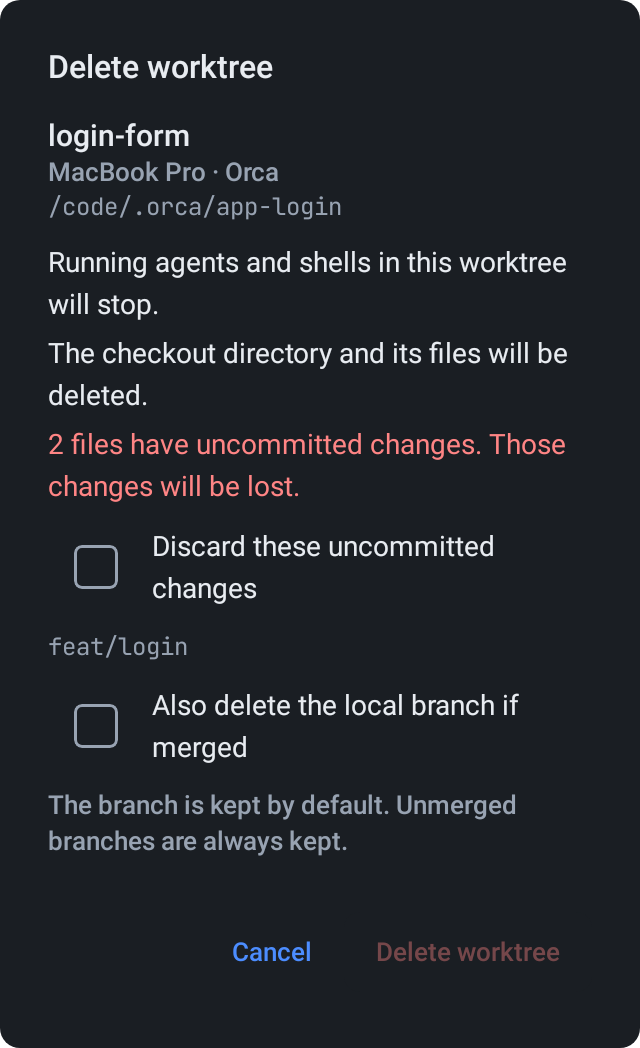 Delete worktree
login-form
MacBook Pro · Orca
/code/.orca/app-login
Running agents and shells in this worktree
will stop.
The checkout directory and its files will be
deleted.
2 files have uncommitted changes. Those
changes will be lost.
Discard these uncommitted
changes
feat/login
Also delete the local branch if
merged
The branch is kept by default. Unmerged
branches are always kept.
Cancel Delete worktree